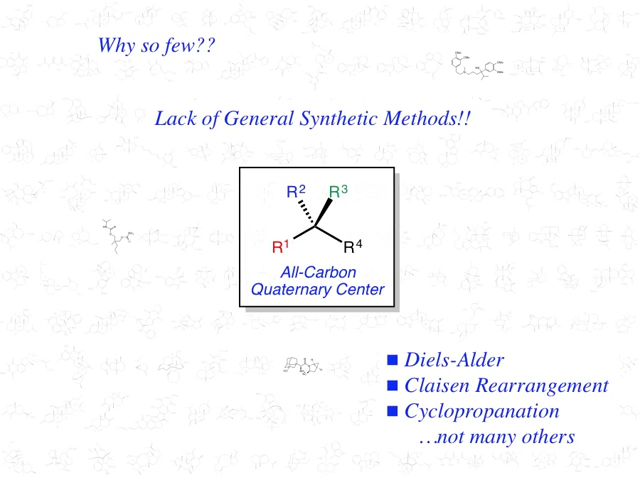 Why so few??
Lack of General Synthetic Methods!!
R2 R3
R1 R4
All-Carbon
Quaternary Center
Diels-Alder
Claisen Rearrangement
Cyclopropanation
…not many others